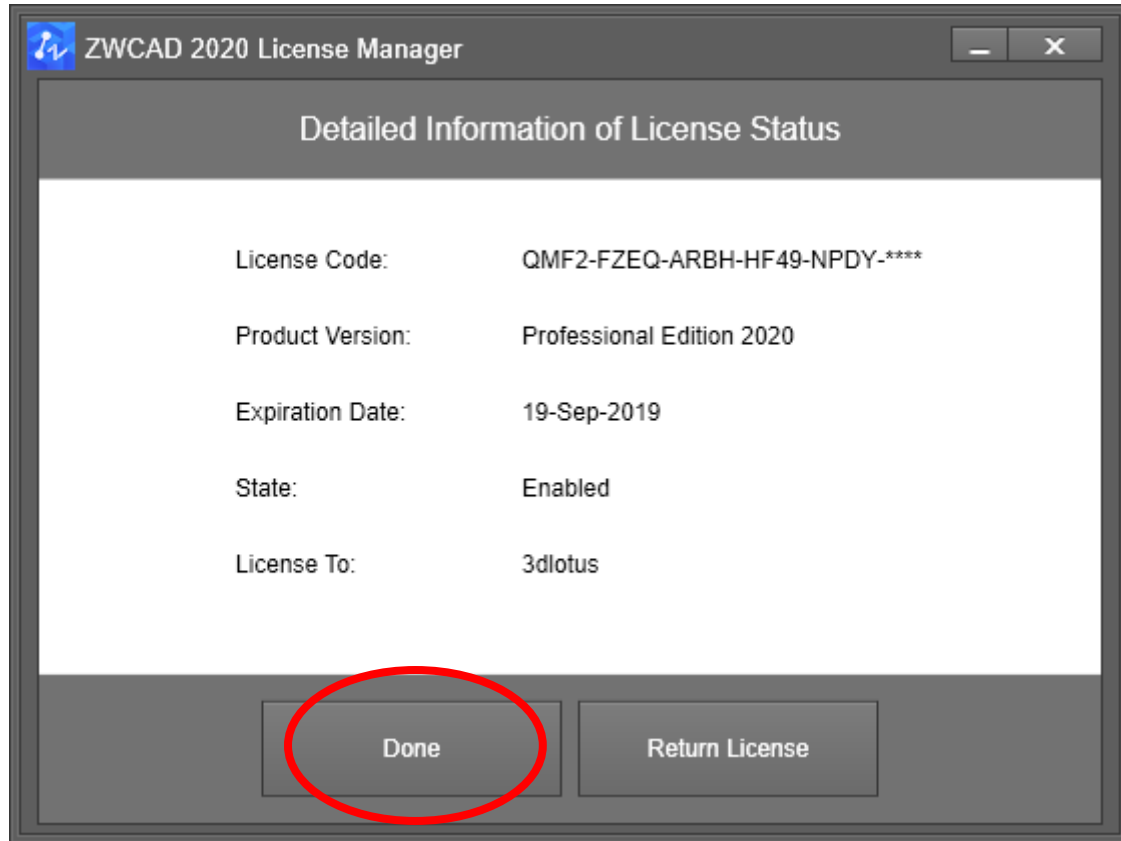 ZWCAD 2020 License Manager
Detailed Information of License Status
License Code: QMF2-FZEQ-ARBH-HF49-NPDY-****
Product Version: Professional Edition 2020
Expiration Date: 19-Sep-2019
State: Enabled
License To: 3dlotus
Done Return License